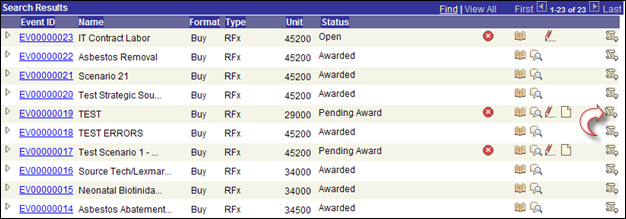 Search Results Find | View All First 1-23 of 23 Last
Event ID Name Format Type Unit Status
EV00000023 IT Contract Labor Buy RFx 45200 Open
EV00000022 Asbestos Removal Buy RFx 45200 Awarded
EV00000021 Scenario 21 Buy RFx 45200 Awarded
EV00000020 Test Strategic Sou... Buy RFx 45200 Awarded
EV00000019 TEST Buy RFx 29000 Pending Award
EV00000018 TEST ERRORS Buy RFx 45200 Awarded
EV00000017 Test Scenario 1 - ... Buy RFx 45200 Pending Award
EV00000016 Source Tech/Lexmar... Buy RFx 34000 Awarded
EV00000015 Neonatal Biotinida... Buy RFx 34000 Awarded
EV00000014 Asbestos Abatement... Buy RFx 34500 Awarded